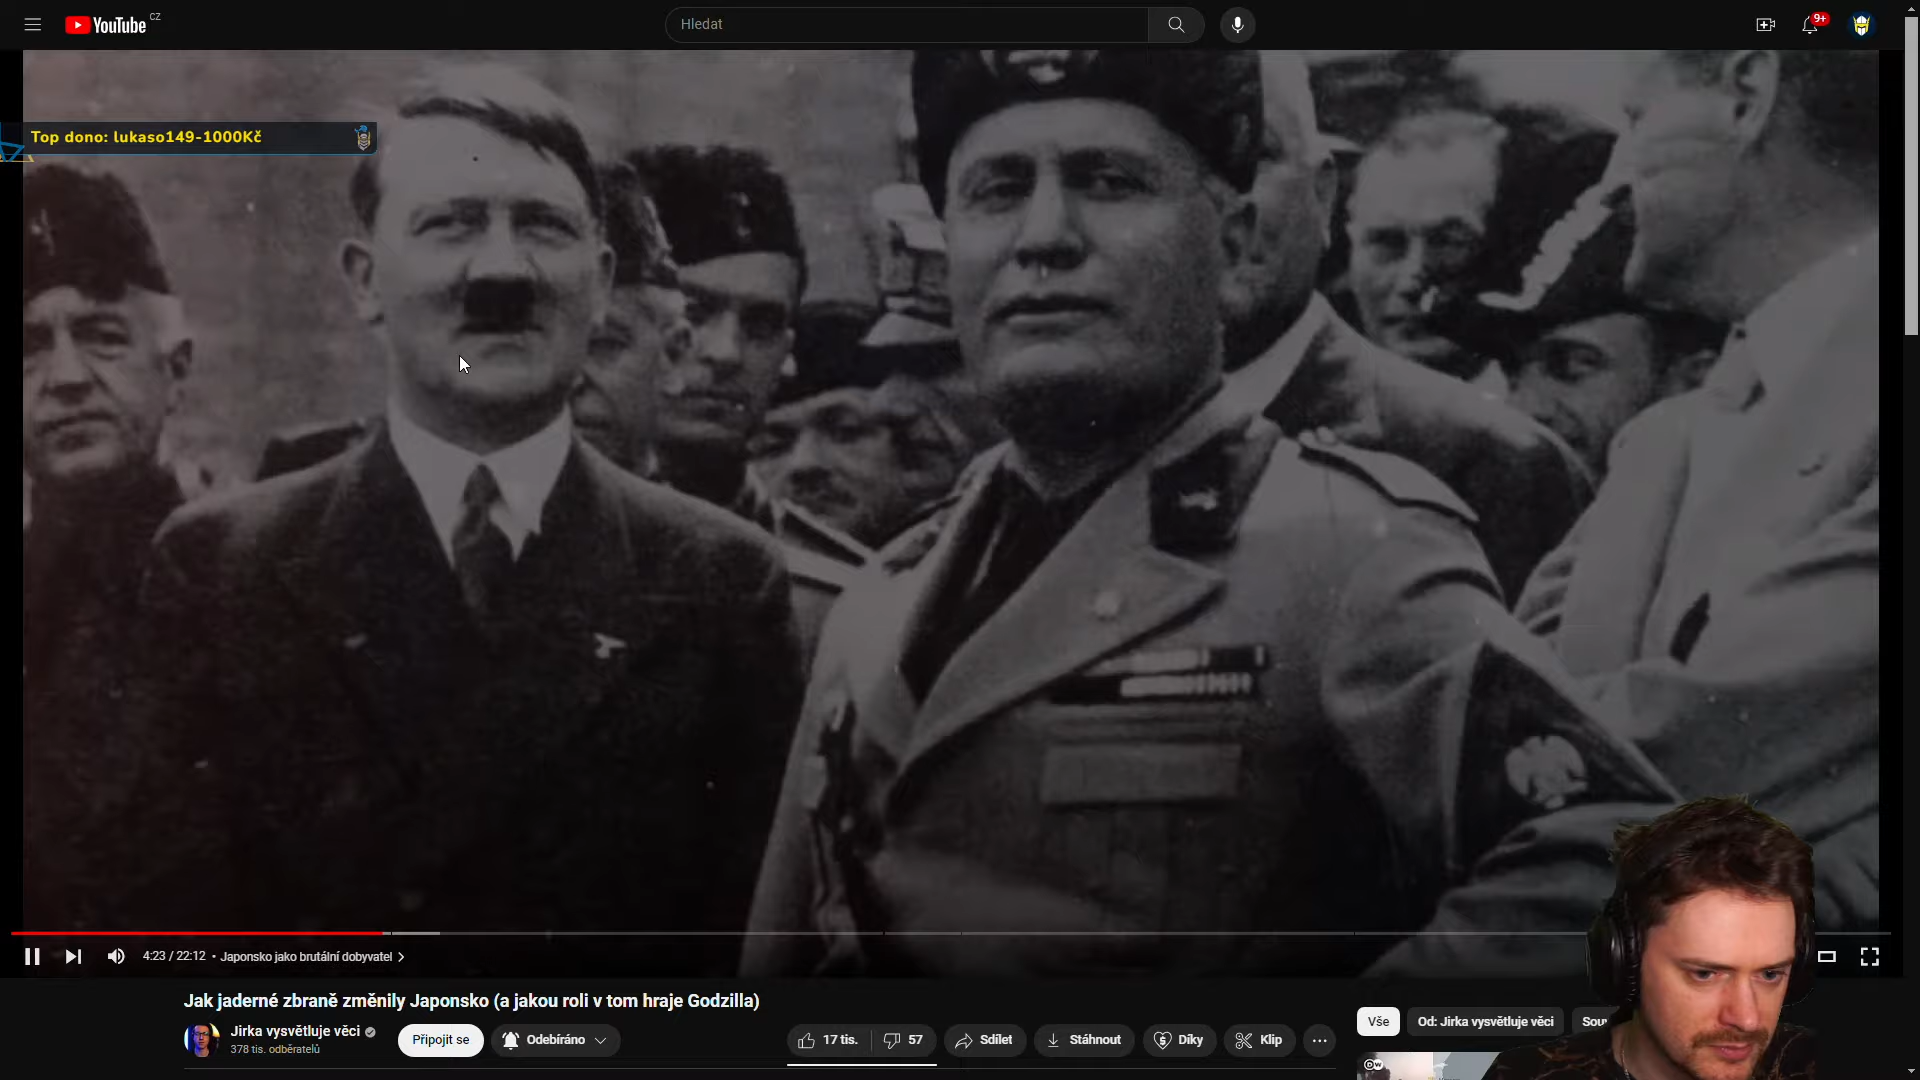 YouTube CZ
Hledat
9+
Top dono: lukaso149-1000Kč
4:23 / 22:12 • Japonsko jako brutální dobyvatel
Jak jaderné zbraně změnily Japonsko (a jakou roli v tom hraje Godzilla)
Jirka vysvětluje věci
378 tis. odběratelů
Připojit se
Odebíráno
17 tis.
57
Sdílet
Stáhnout
Díky
Klip
Vše
Od: Jirka vysvětluje věci